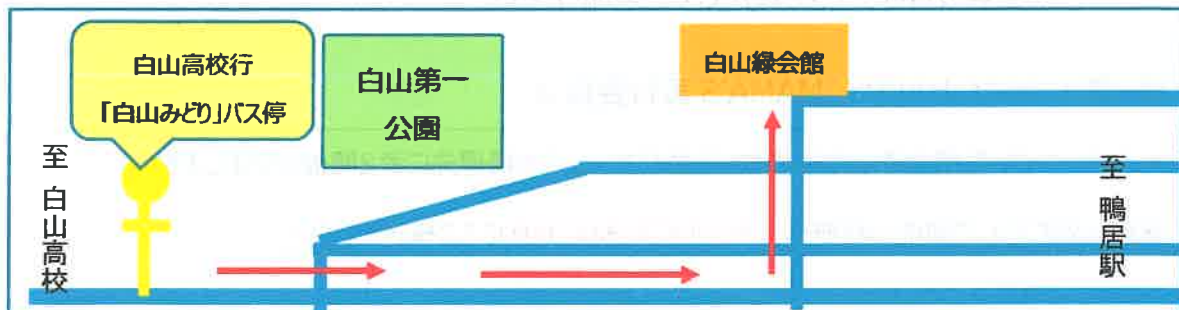 白山高校行
「白山みどり」バス停
白山第一
公園
白山緑会館
至 白山高校
至 鴨居駅